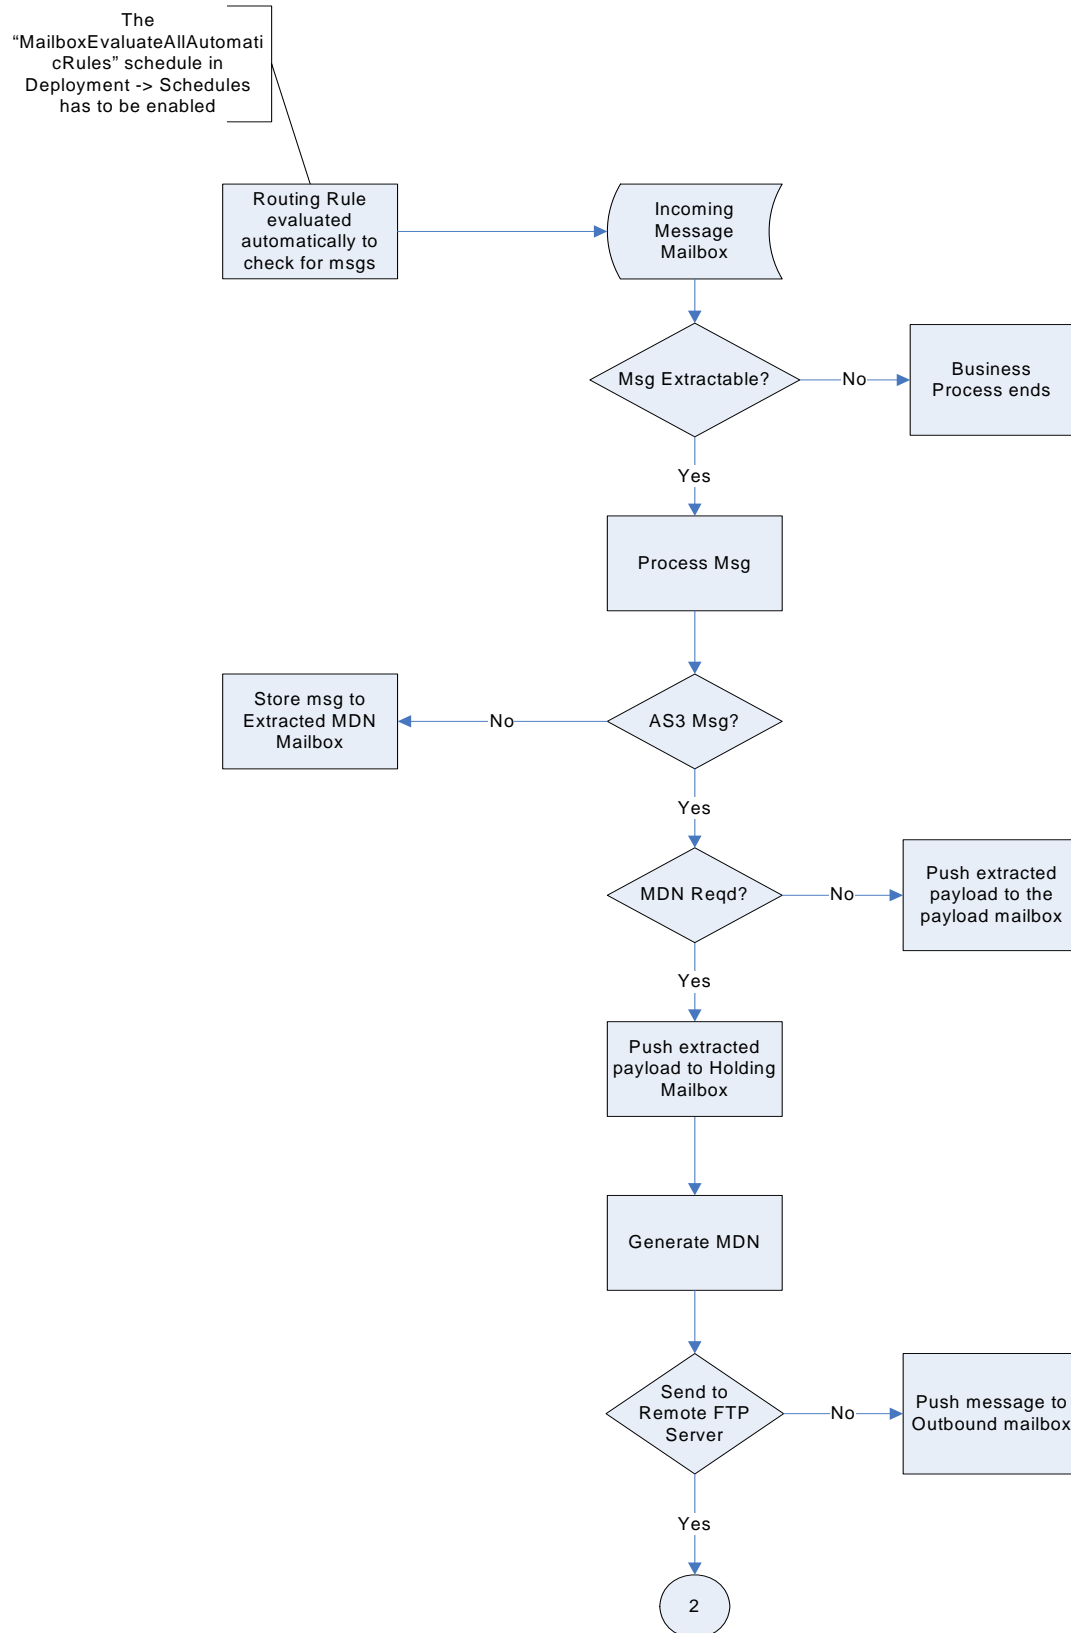 The
“MailboxEvaluateAllAutomati
cRules” schedule in
Deployment -> Schedules
has to be enabled
Routing Rule
evaluated
automatically to
check for msgs
Incoming
Message
Mailbox
Msg Extractable?
No
Business
Process ends
Yes
Process Msg
Store msg to
Extracted MDN
Mailbox
No
AS3 Msg?
Yes
MDN Reqd?
No
Push extracted
payload to the
payload mailbox
Yes
Push extracted
payload to Holding
Mailbox
Generate MDN
Send to
Remote FTP
Server
No
Push message to
Outbound mailbox
Yes
2